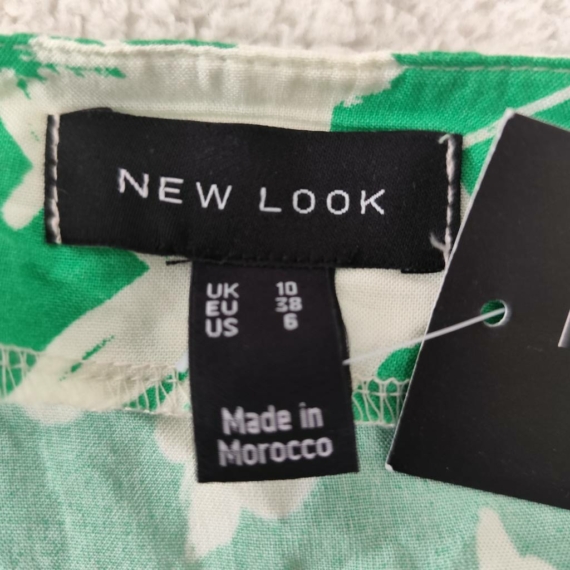 NEW LOOK
UK 10
EU 38
US 6
Made in
Morocco